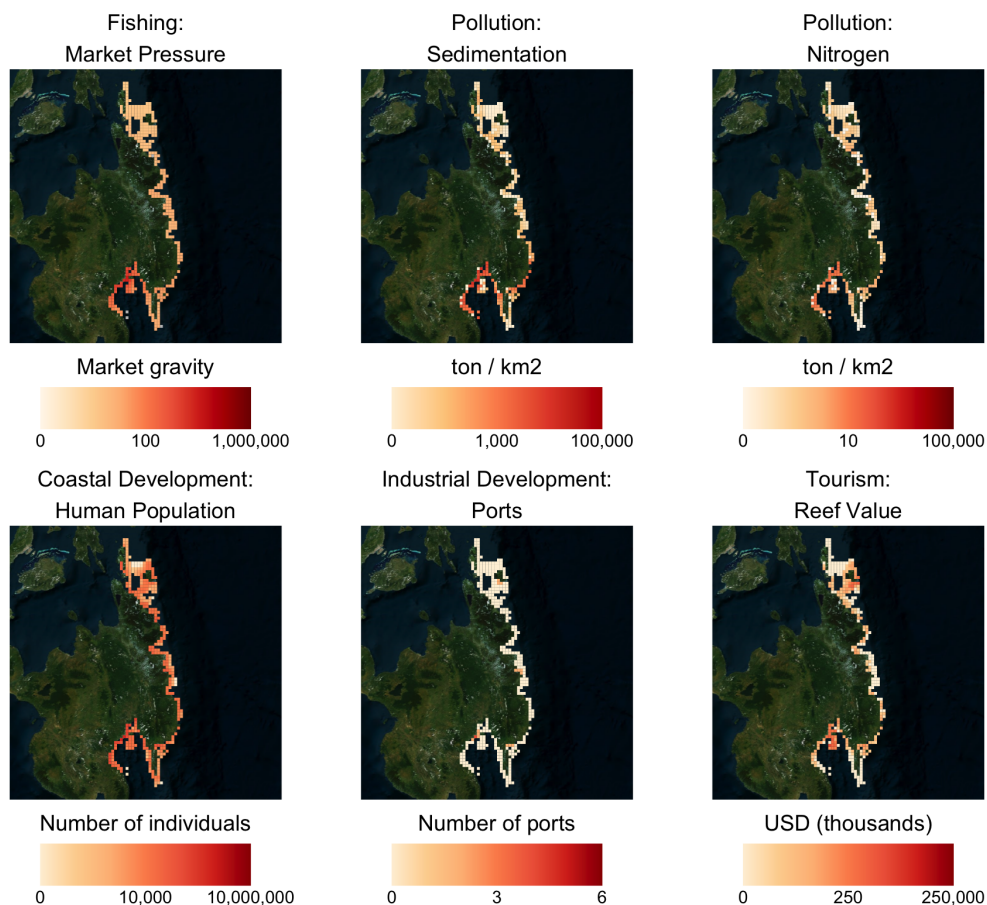 Fishing:
Market Pressure
Pollution:
Sedimentation
Pollution:
Nitrogen
Market gravity
0 100 1,000,000
ton / km2
0 1,000 100,000
ton / km2
0 10 100,000
Coastal Development:
Human Population
Industrial Development:
Ports
Tourism:
Reef Value
Number of individuals
0 10,000 10,000,000
Number of ports
0 3 6
USD (thousands)
0 250 250,000